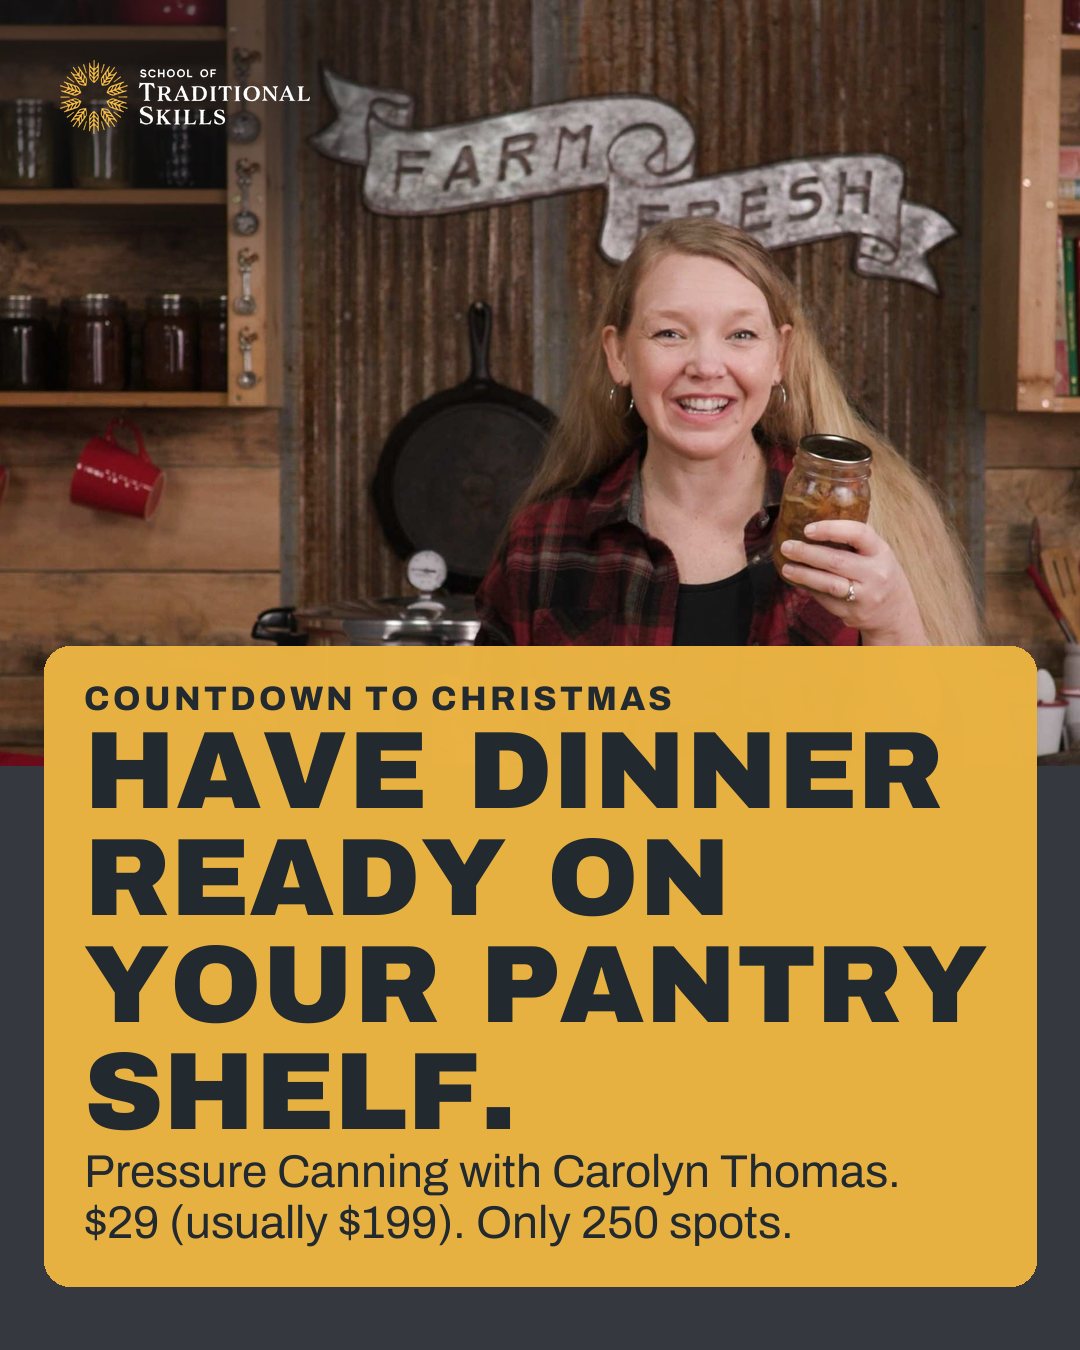 SCHOOL OF
TRADITIONAL
SKILLS
FARM
FRESH
COUNTDOWN TO CHRISTMAS
HAVE DINNER
READY ON
YOUR PANTRY
SHELF.
Pressure Canning with Carolyn Thomas.
$29 (usually $199). Only 250 spots.